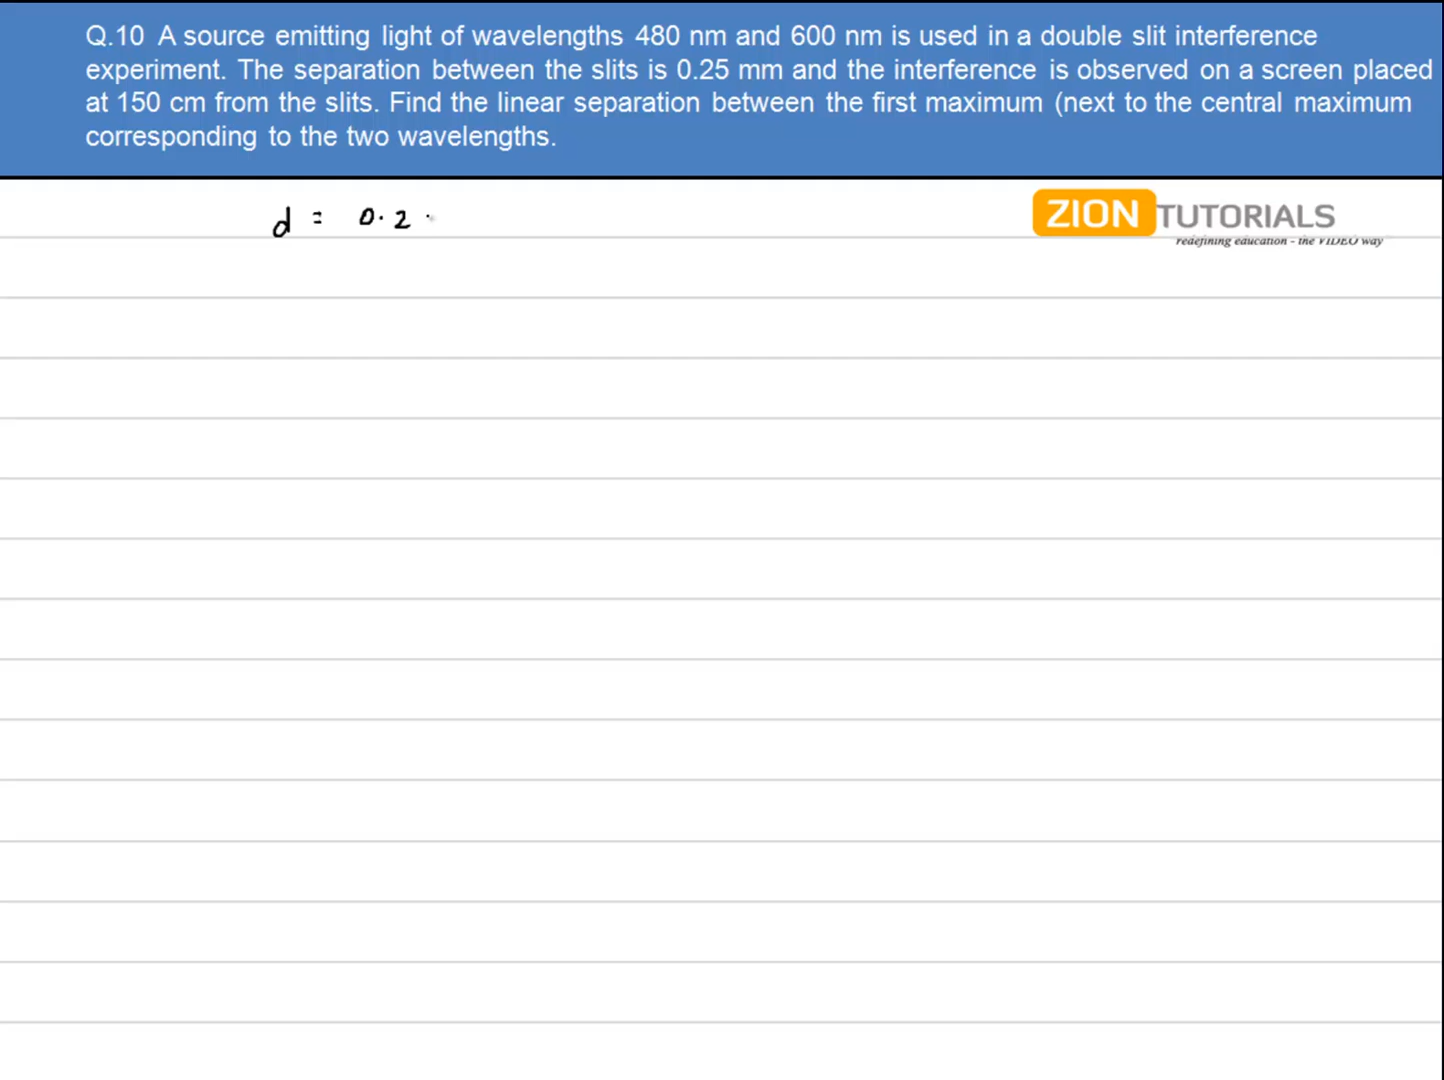 Q.10 A source emitting light of wavelengths 480 nm and 600 nm is used in a double slit interference
experiment. The separation between the slits is 0.25 mm and the interference is observed on a screen placed
at 150 cm from the slits. Find the linear separation between the first maximum (next to the central maximum
corresponding to the two wavelengths.
d = 0.2
ZION TUTORIALS
redefining education - the VIDEO way